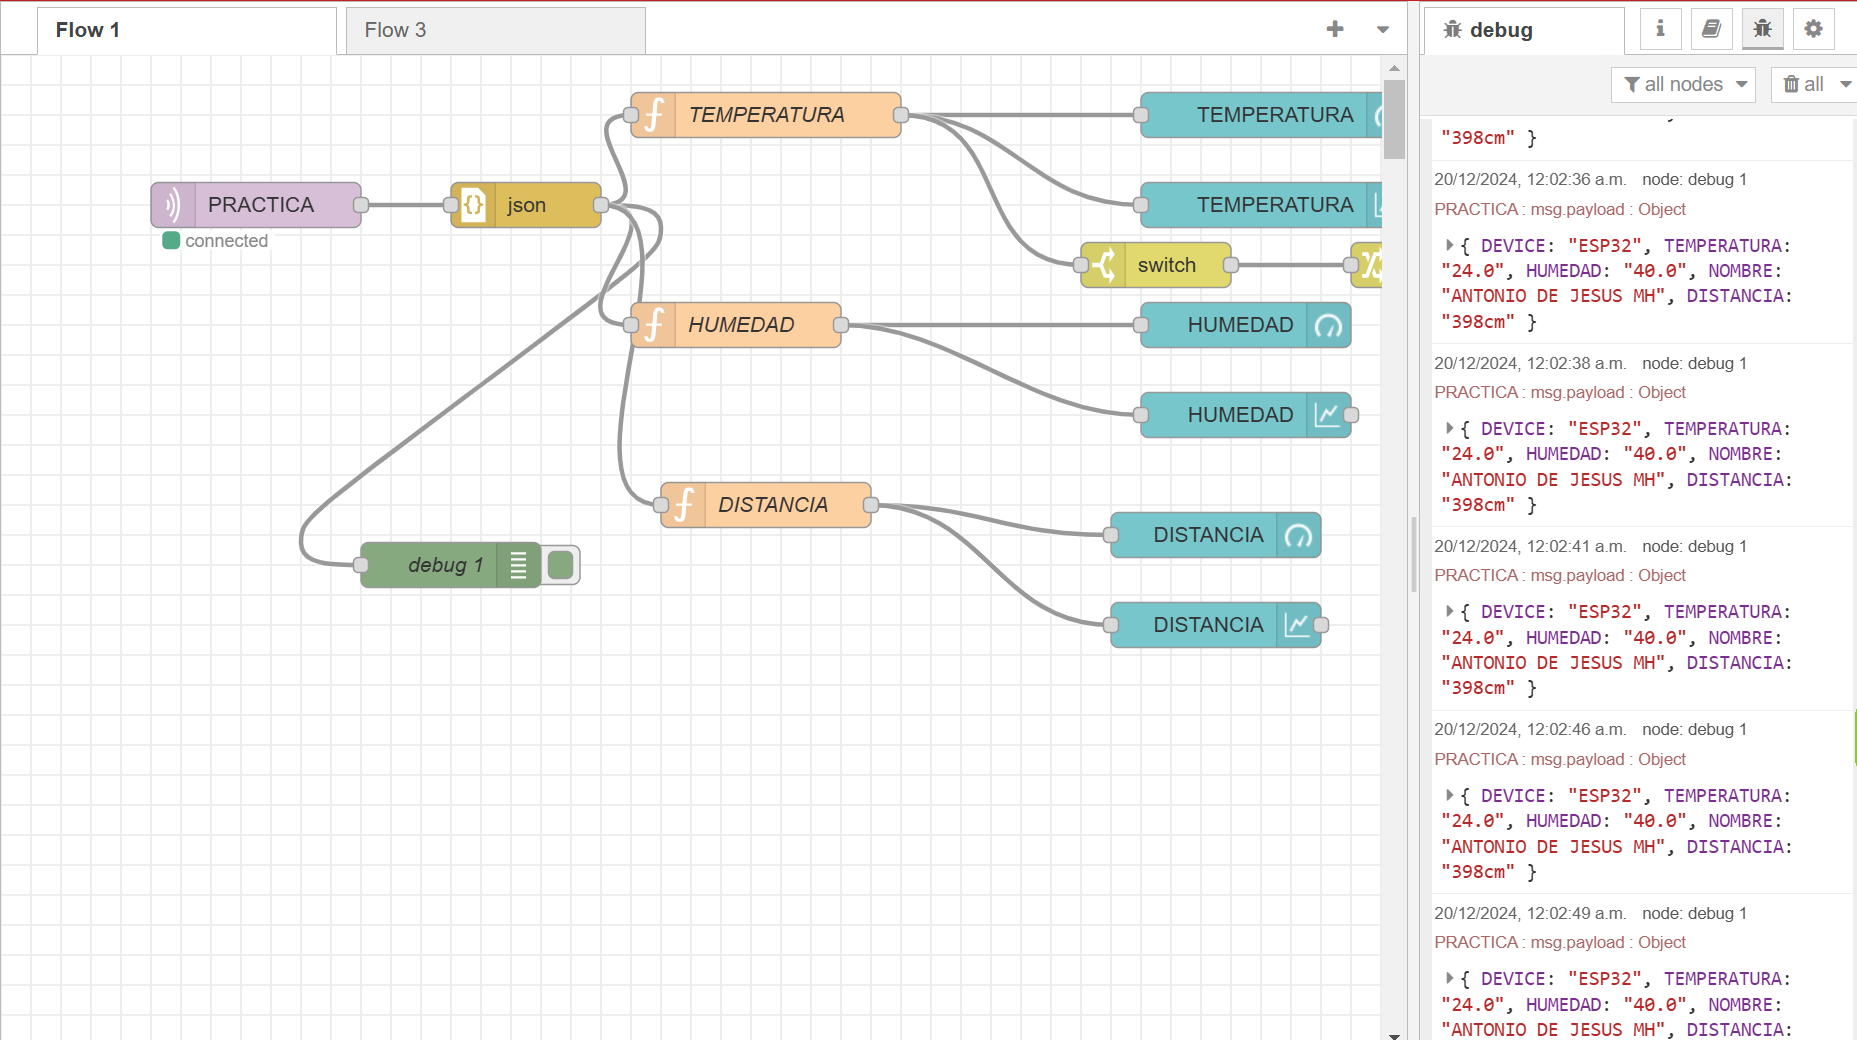 Flow 1
Flow 3
debug
all nodes
all
TEMPERATURA
TEMPERATURA
PRACTICA
connected
json
TEMPERATURA
switch
HUMEDAD
HUMEDAD
HUMEDAD
DISTANCIA
DISTANCIA
debug 1
DISTANCIA
"398cm" }
20/12/2024, 12:02:36 a.m. node: debug 1
PRACTICA : msg.payload : Object
{ DEVICE: "ESP32", TEMPERATURA:
"24.0", HUMEDAD: "40.0", NOMBRE:
"ANTONIO DE JESUS MH", DISTANCIA:
"398cm" }
20/12/2024, 12:02:38 a.m. node: debug 1
PRACTICA : msg.payload : Object
{ DEVICE: "ESP32", TEMPERATURA:
"24.0", HUMEDAD: "40.0", NOMBRE:
"ANTONIO DE JESUS MH", DISTANCIA:
"398cm" }
20/12/2024, 12:02:41 a.m. node: debug 1
PRACTICA : msg.payload : Object
{ DEVICE: "ESP32", TEMPERATURA:
"24.0", HUMEDAD: "40.0", NOMBRE:
"ANTONIO DE JESUS MH", DISTANCIA:
"398cm" }
20/12/2024, 12:02:46 a.m. node: debug 1
PRACTICA : msg.payload : Object
{ DEVICE: "ESP32", TEMPERATURA:
"24.0", HUMEDAD: "40.0", NOMBRE:
"ANTONIO DE JESUS MH", DISTANCIA:
"398cm" }
20/12/2024, 12:02:49 a.m. node: debug 1
PRACTICA : msg.payload : Object
{ DEVICE: "ESP32", TEMPERATURA:
"24.0", HUMEDAD: "40.0", NOMBRE:
"ANTONIO DE JESUS MH", DISTANCIA: